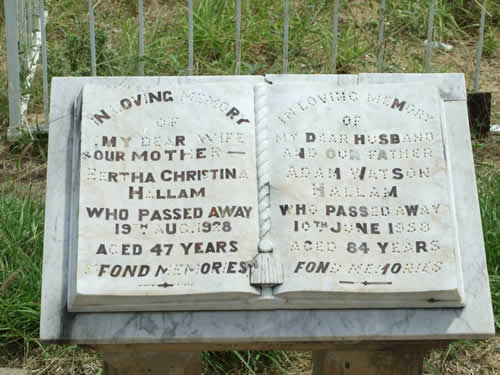 IN LOVING MEMORY
OF
MY DEAR WIFE
& OUR MOTHER —
BERTHA CHRISTINA
HALLAM
WHO PASSED AWAY
19TH AUG. 1928
AGED 47 YEARS
FOND MEMORIES
IN LOVING MEMORY
OF
MY DEAR HUSBAND
AND OUR FATHER
ADAM WATSON
HALLAM
WHO PASSED AWAY
10TH JUNE 1958
AGED 84 YEARS
FOND MEMORIES